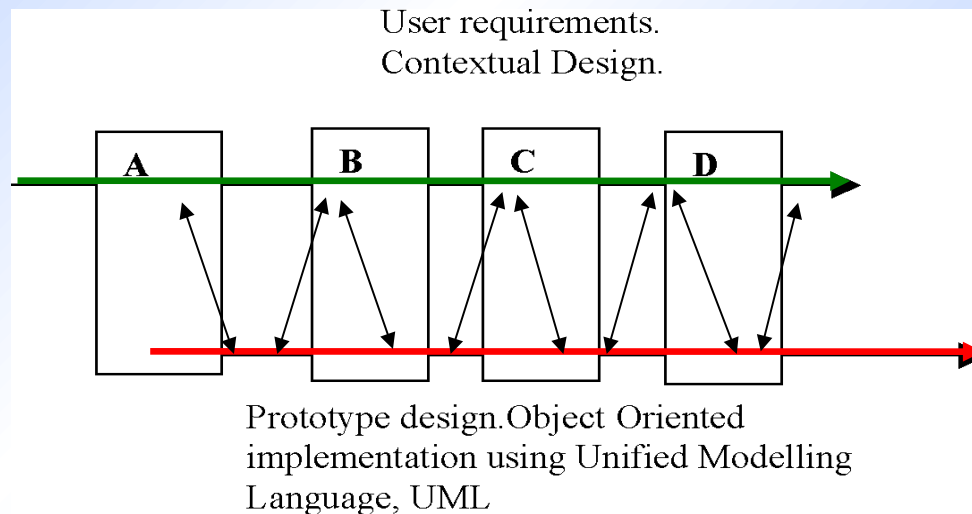 User requirements.
Contextual Design.
A B C D
Prototype design.Object Oriented
implementation using Unified Modelling
Language, UML